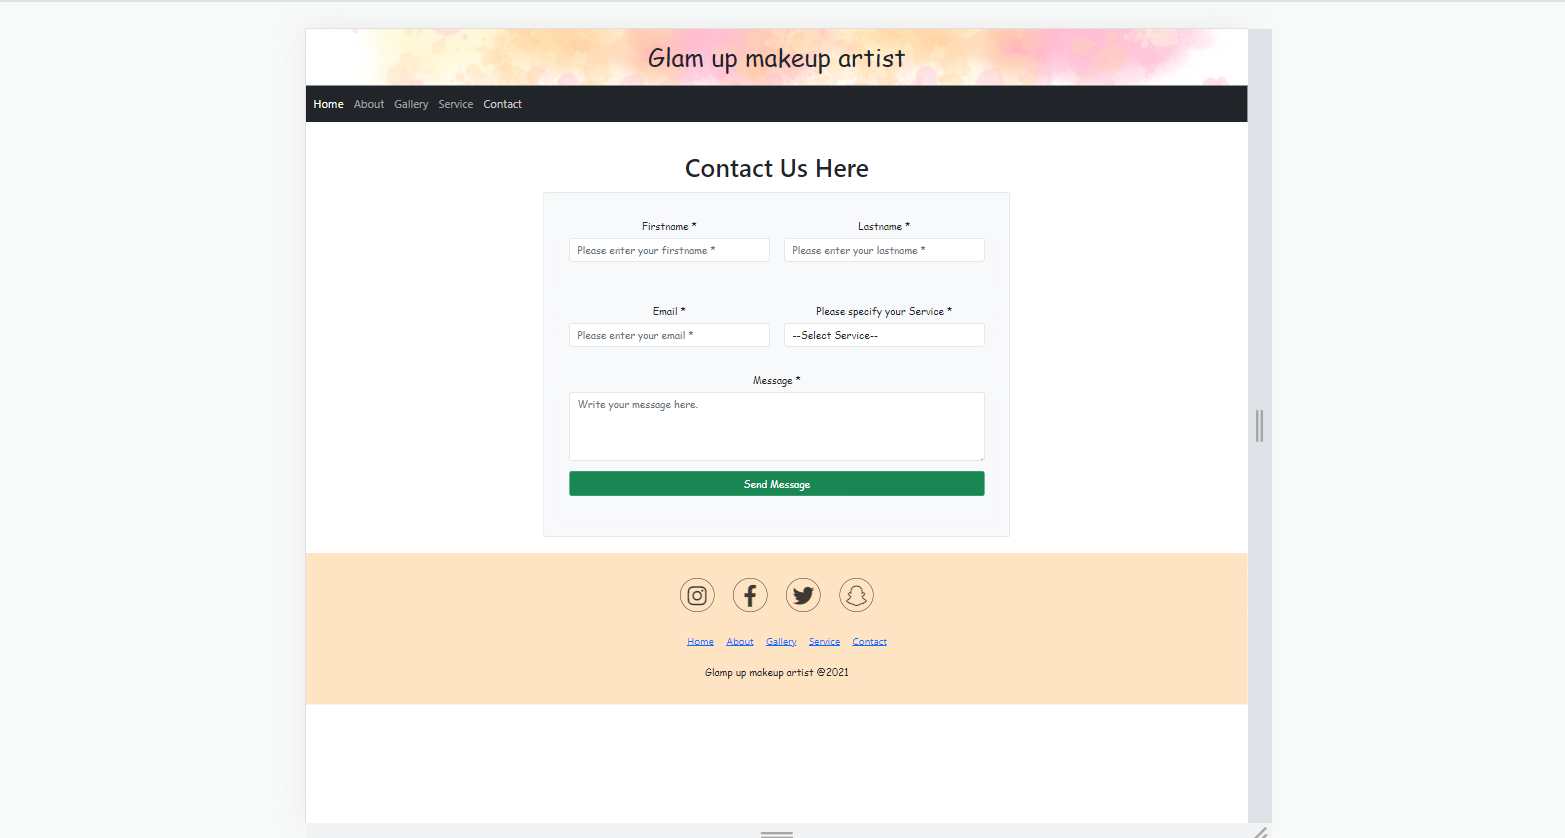 Glam up makeup artist
Home About Gallery Service Contact
Contact Us Here
Firstname * Lastname *
Please enter your firstname * Please enter your lastname *
Email * Please specify your Service *
Please enter your email * --Select Service--
Message *
Write your message here.
Send Message
Home About Gallery Service Contact
Glamp up makeup artist @2021